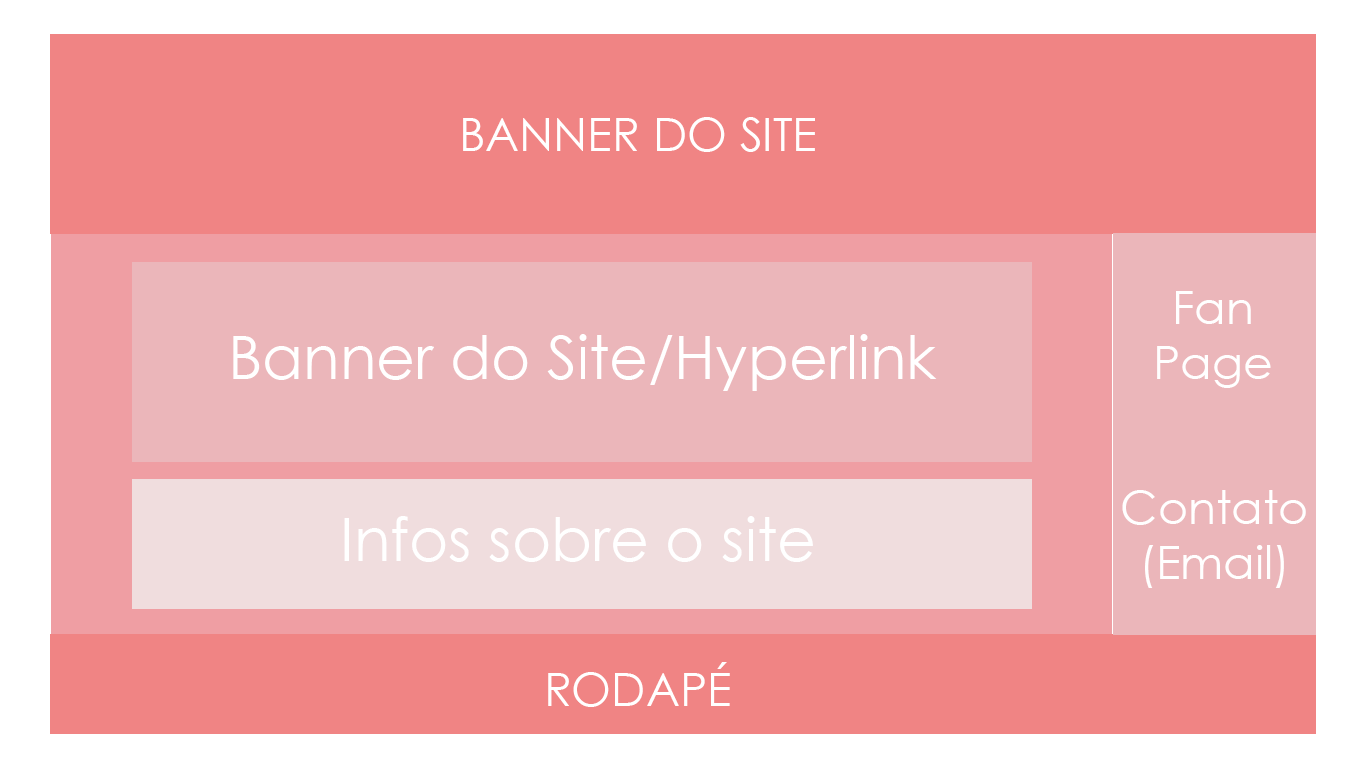 BANNER DO SITE
Banner do Site/Hyperlink
Infos sobre o site
Fan
Page
Contato
(Email)
RODAPÉ